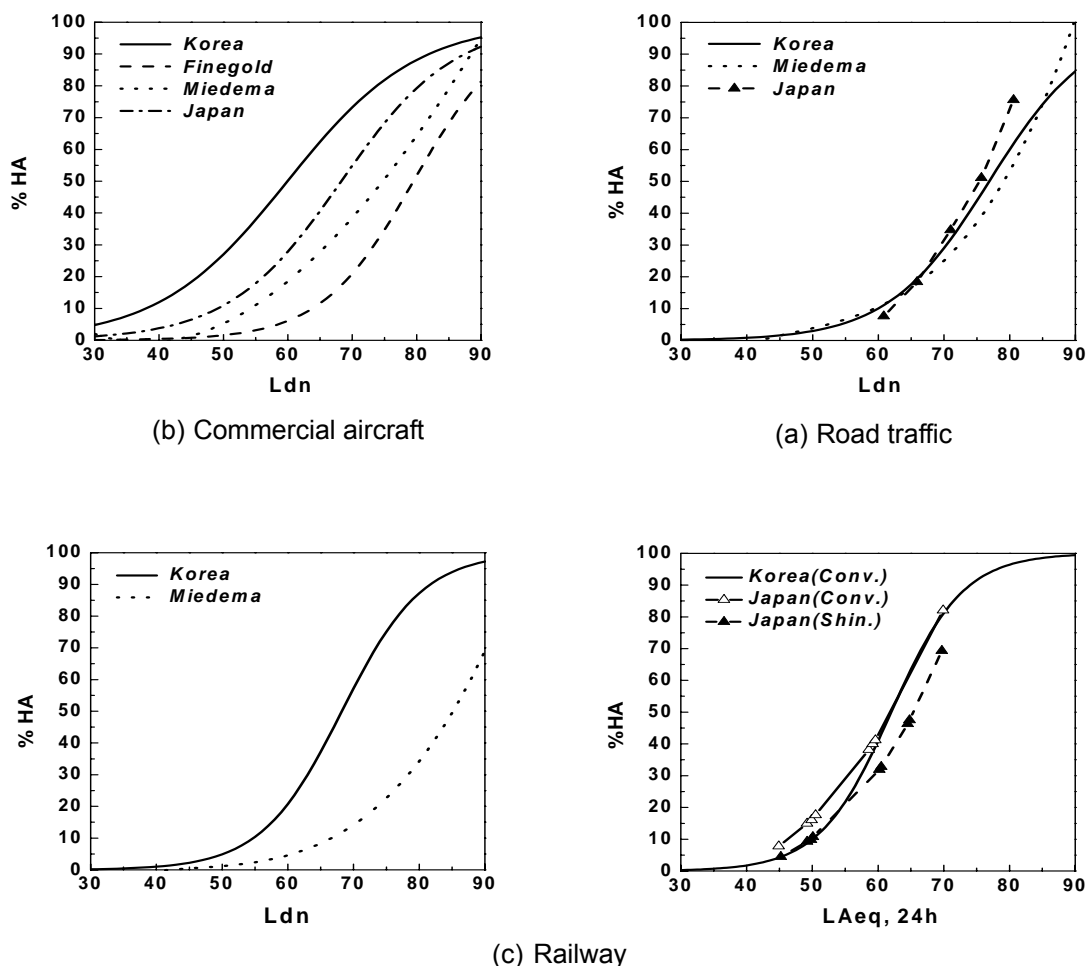 100
90
80
70
60
50
40
30
20
10
0
% HA
Korea
Finegold
Miedema
Japan
30 40 50 60 70 80 90
Ldn
(b) Commercial aircraft
100
90
80
70
60
50
40
30
20
10
0
% HA
Korea
Miedema
Japan
30 40 50 60 70 80 90
Ldn
(a) Road traffic
100
90
80
70
60
50
40
30
20
10
0
% HA
Korea
Miedema
30 40 50 60 70 80 90
Ldn
100
90
80
70
60
50
40
30
20
10
0
%HA
Korea(Conv.)
Japan(Conv.)
Japan(Shin.)
30 40 50 60 70 80 90
LAeq, 24h
(c) Railway